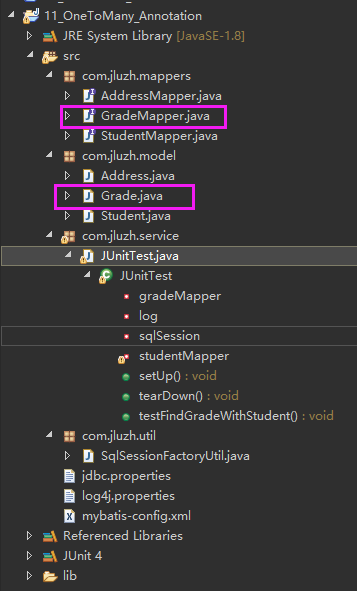 11_OneToMany_Annotation
JRE System Library [JavaSE-1.8]
src
com.jluzh.mappers
AddressMapper.java
GradeMapper.java
StudentMapper.java
com.jluzh.model
Address.java
Grade.java
Student.java
com.jluzh.service
JUnitTest.java
JUnitTest
gradeMapper
log
sqlSession
studentMapper
setUp() : void
tearDown() : void
testFindGradeWithStudent() : void
com.jluzh.util
SqlSessionFactoryUtil.java
jdbc.properties
log4j.properties
mybatis-config.xml
Referenced Libraries
JUnit 4
lib